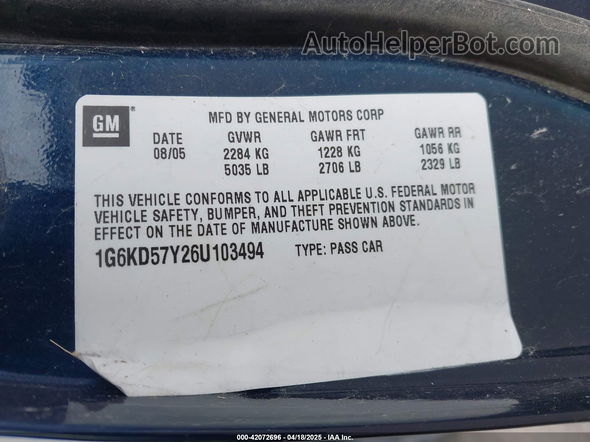 AutoHelperBot.com
GM
MFD BY GENERAL MOTORS CORP
DATE GVWR GAWR FRT GAWR RR
08/05 2284 KG 1228 KG 1056 KG
5035 LB 2706 LB 2329 LB
THIS VEHICLE CONFORMS TO ALL APPLICABLE U.S. FEDERAL MOTOR
VEHICLE SAFETY, BUMPER, AND THEFT PREVENTION STANDARDS IN
EFFECT ON THE DATE OF MANUFACTURE SHOWN ABOVE.
1G6KD57Y26U103494 TYPE: PASS CAR
000-42072696 - 04/18/2025 - IAA Inc.